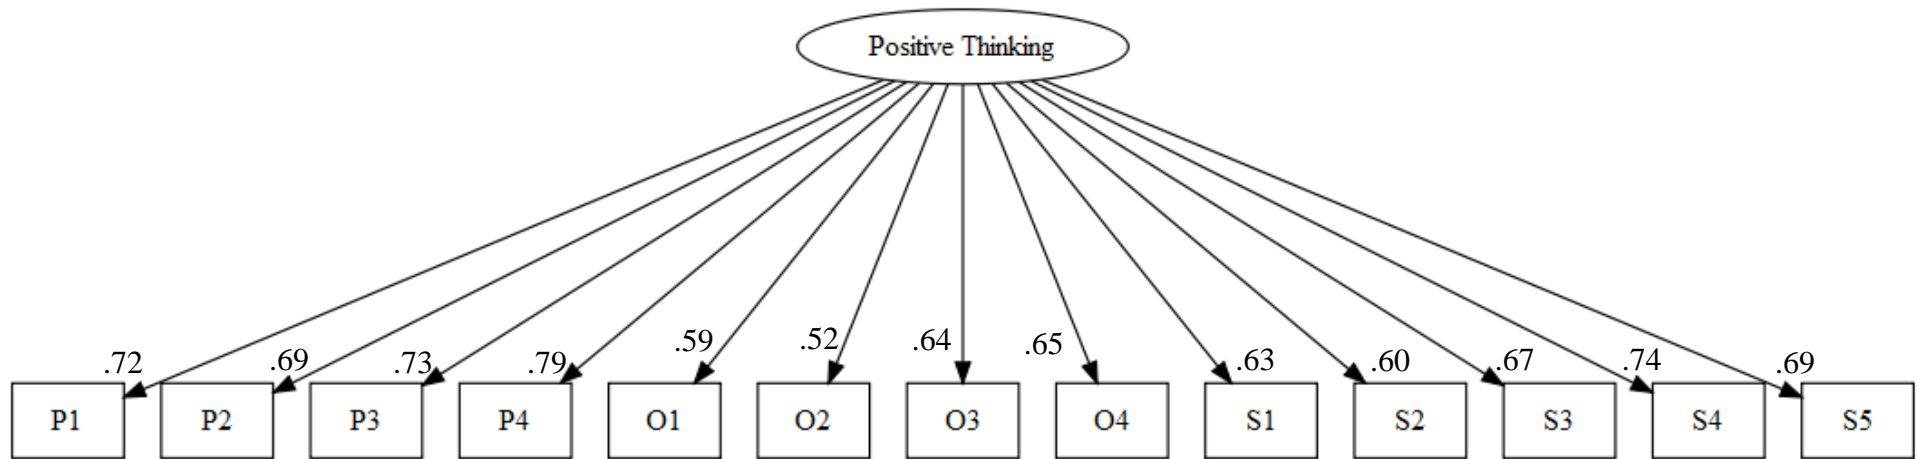 Positive Thinking
.72 .69 .73 .79 .59 .52 .64 .65 .63 .60 .67 .74 .69
P1 P2 P3 P4 O1 O2 O3 O4 S1 S2 S3 S4 S5